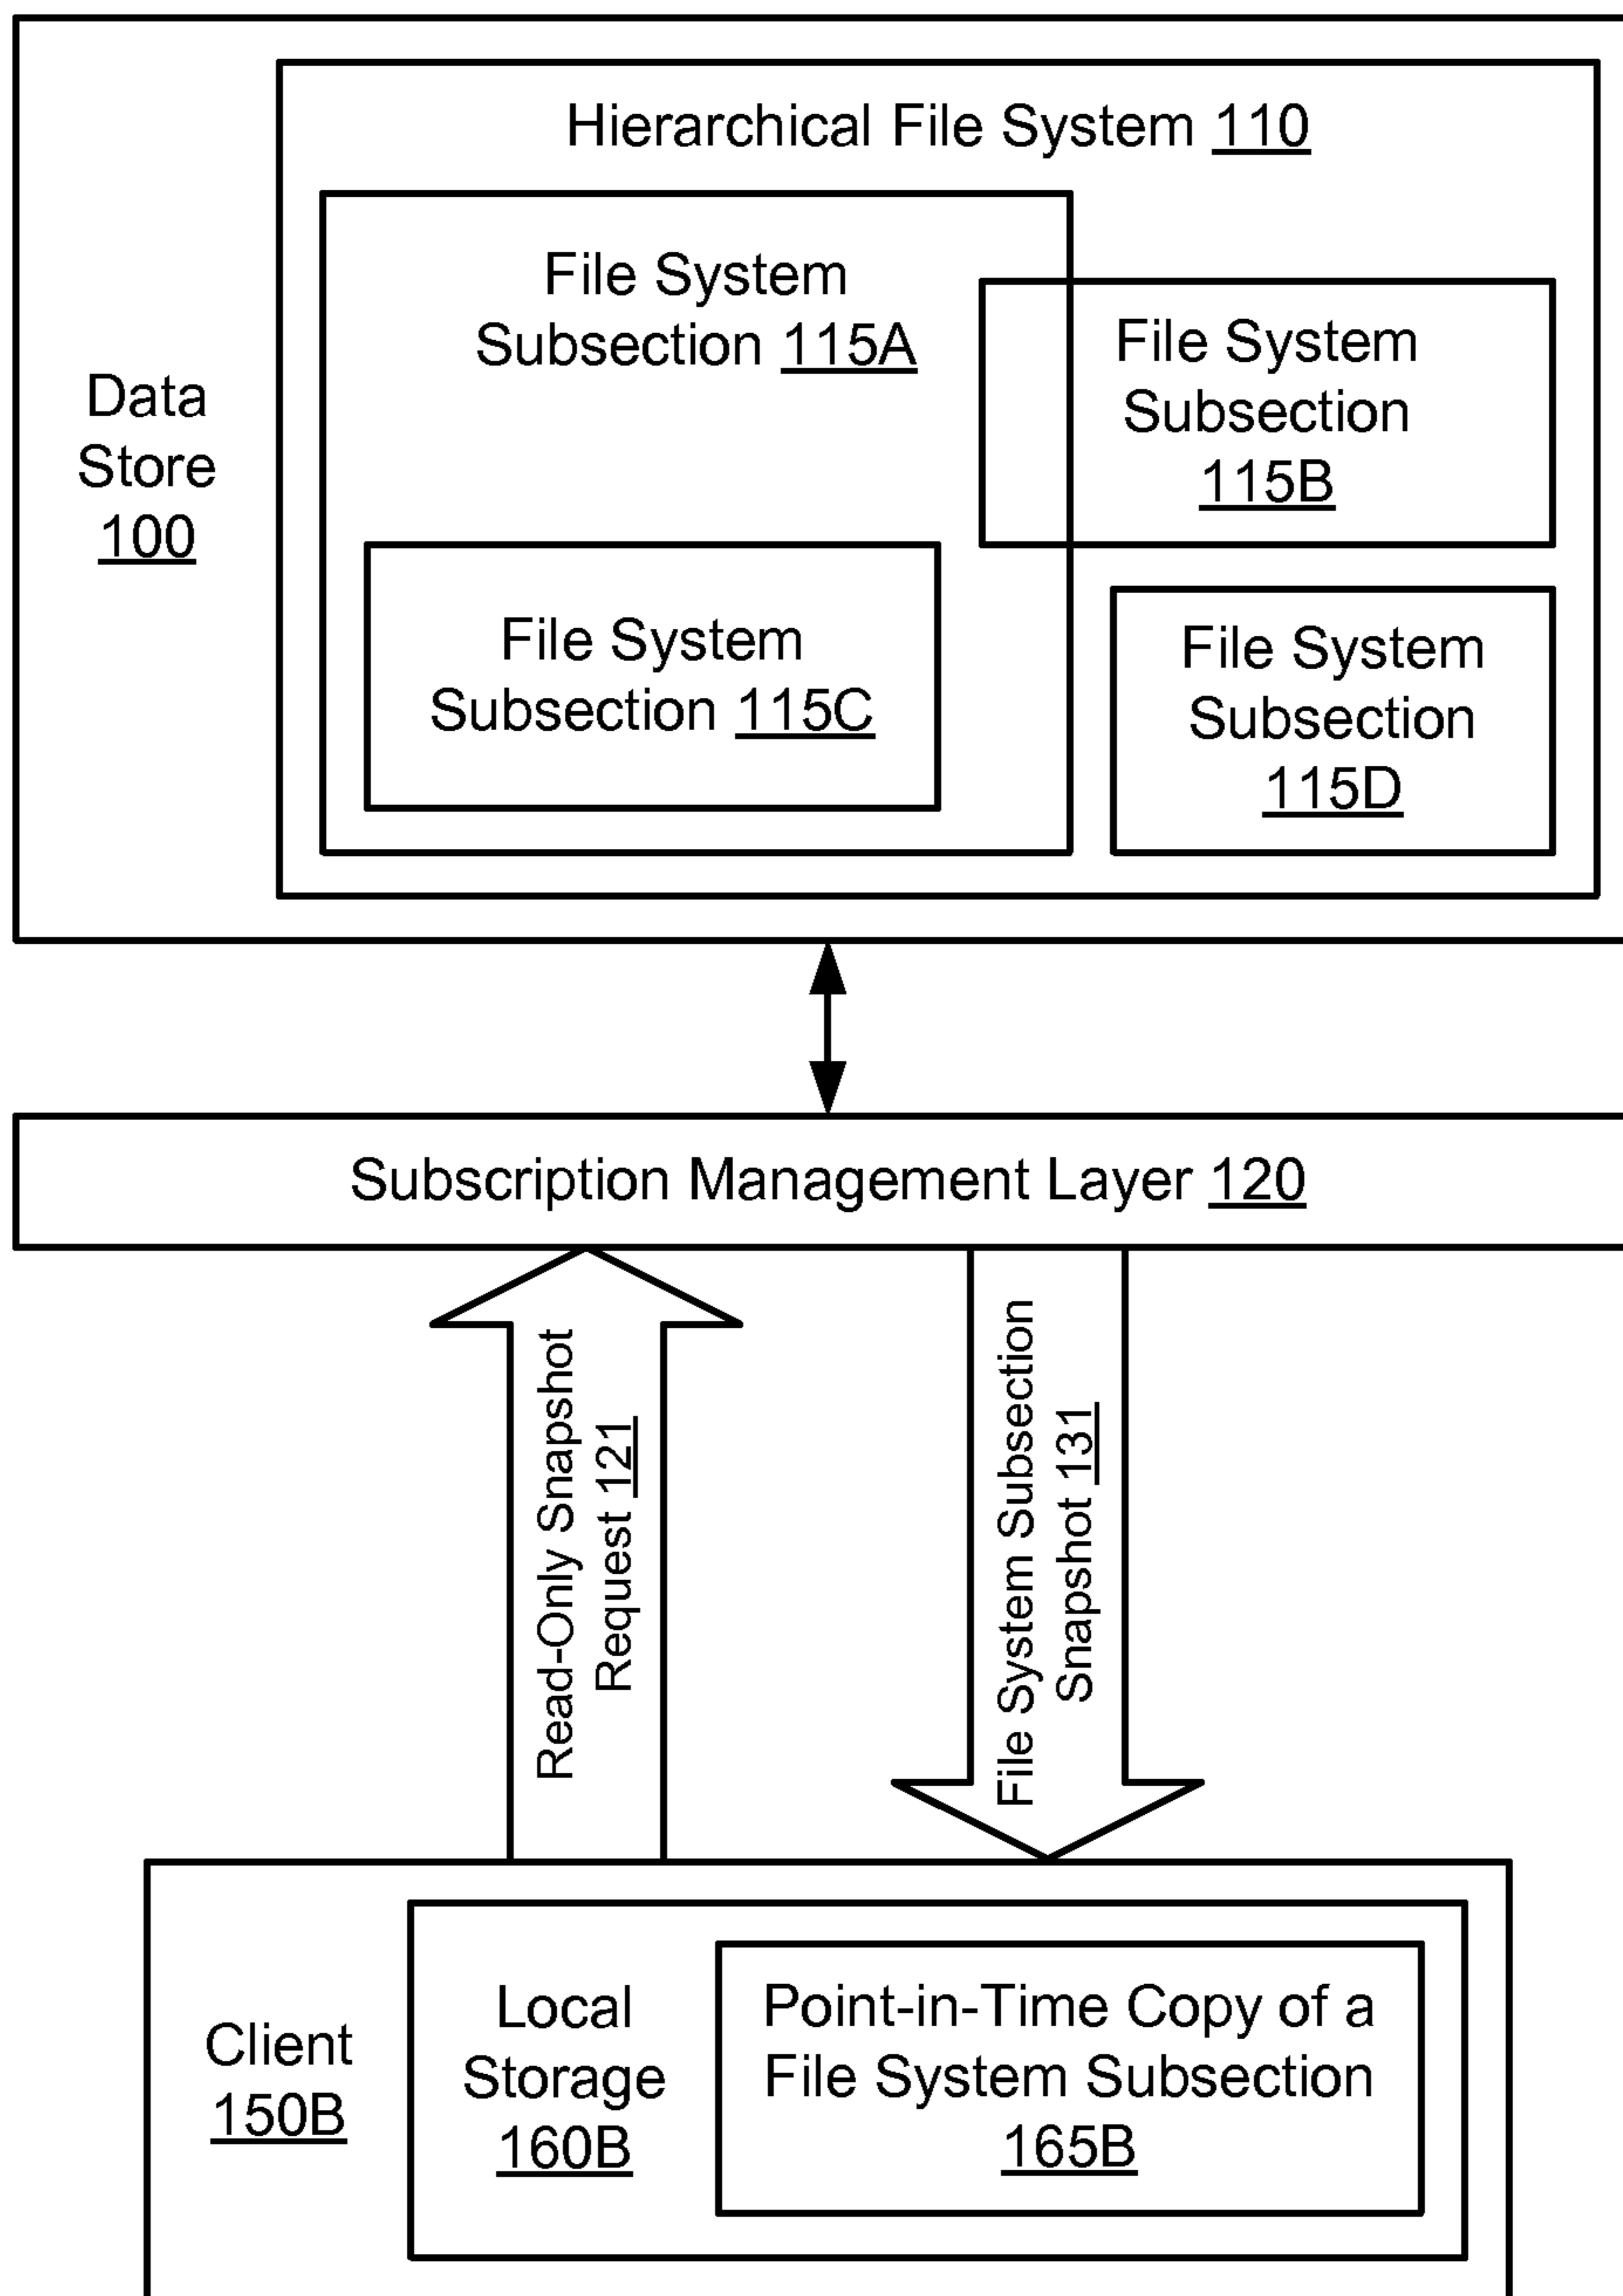 Hierarchical File System 110
Data
Store
100
File System
Subsection 115A
File System
Subsection
115B
File System
Subsection 115C
File System
Subsection
115D
Subscription Management Layer 120
Read-Only Snapshot
Request 121
File System Subsection
Snapshot 131
Client
150B
Local
Storage
160B
Point-in-Time Copy of a
File System Subsection
165B